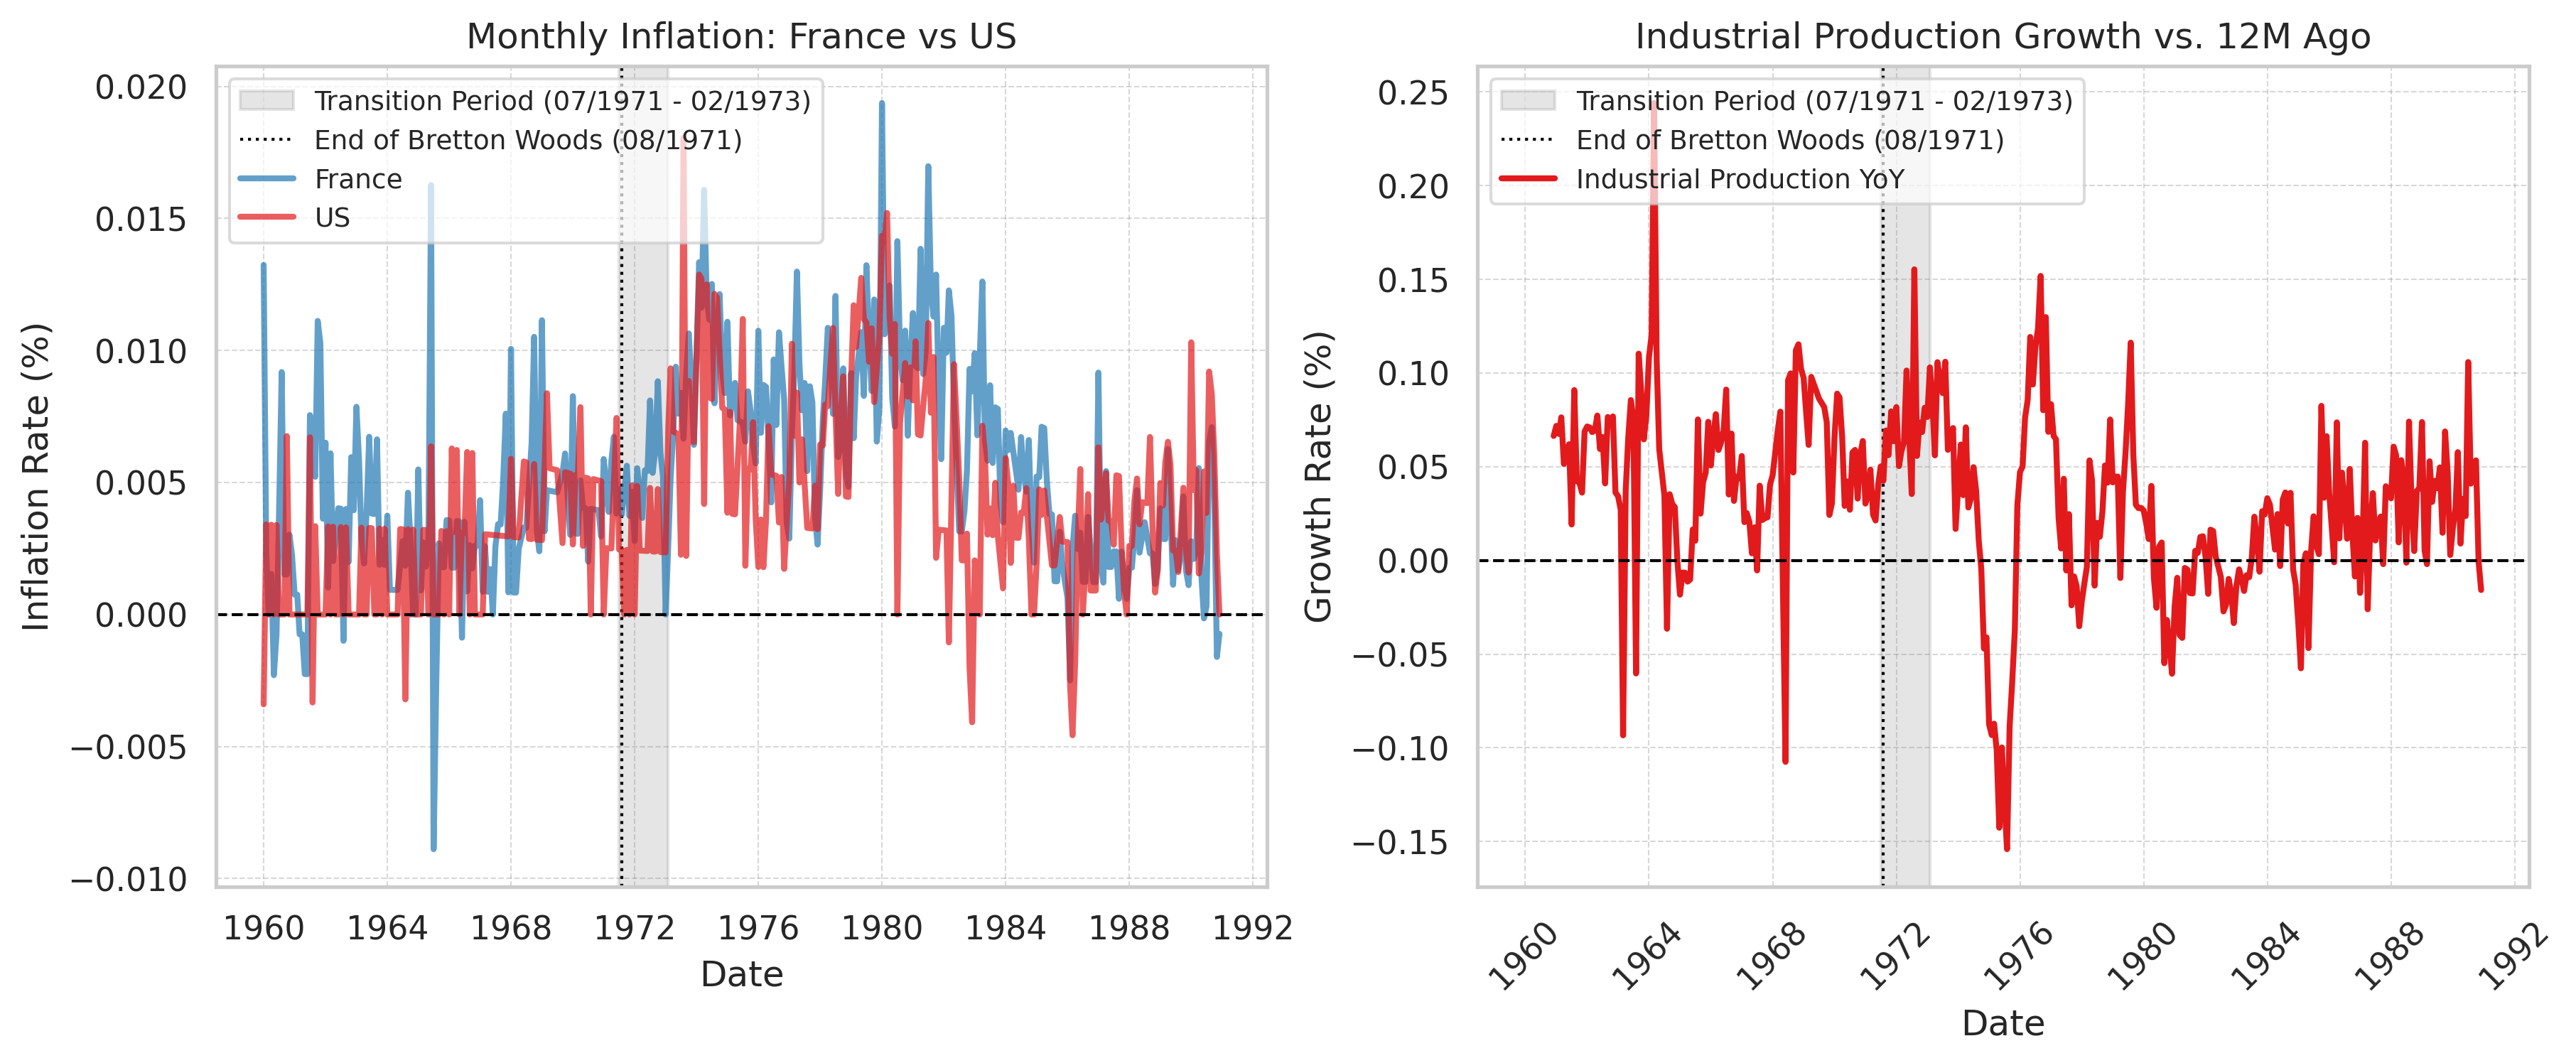 Monthly Inflation: France vs US
Transition Period (07/1971 - 02/1973)
End of Bretton Woods (08/1971)
France
US
0.020
0.015
0.010
0.005
0.000
−0.005
−0.010
Inflation Rate (%)
1960 1964 1968 1972 1976 1980 1984 1988 1992
Date
Industrial Production Growth vs. 12M Ago
Transition Period (07/1971 - 02/1973)
End of Bretton Woods (08/1971)
Industrial Production YoY
0.25
0.20
0.15
0.10
0.05
0.00
−0.05
−0.10
−0.15
Growth Rate (%)
1960 1964 1968 1972 1976 1980 1984 1988 1992
Date